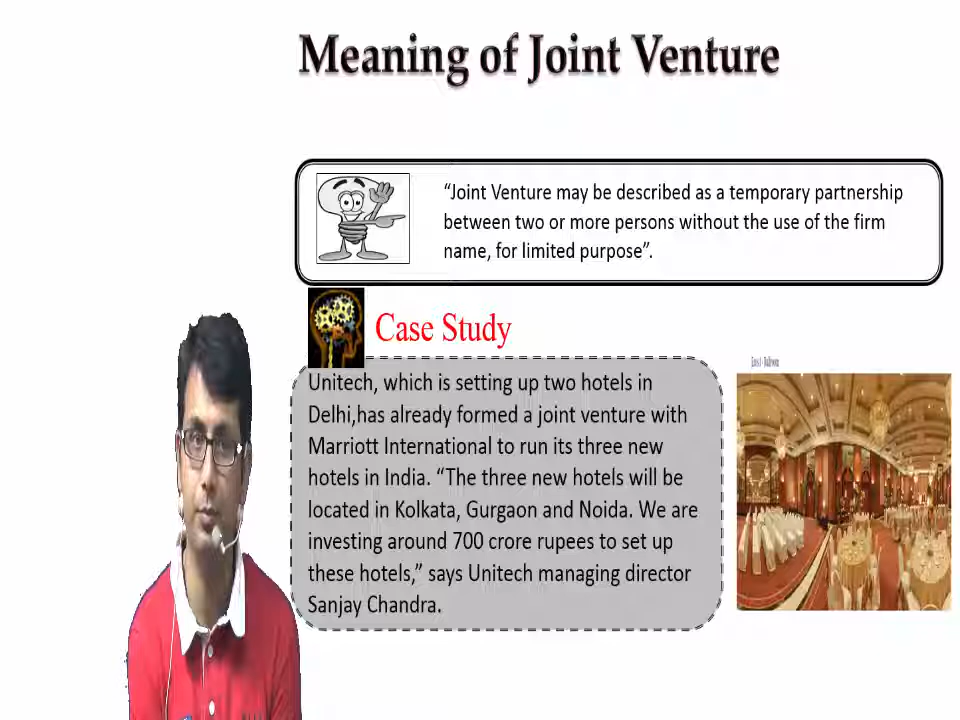 Meaning of Joint Venture
“Joint Venture may be described as a temporary partnership
between two or more persons without the use of the firm
name, for limited purpose”.
Case Study
Unitech, which is setting up two hotels in
Delhi,has already formed a joint venture with
Marriott International to run its three new
hotels in India. “The three new hotels will be
located in Kolkata, Gurgaon and Noida. We are
investing around 700 crore rupees to set up
these hotels,” says Unitech managing director
Sanjay Chandra.